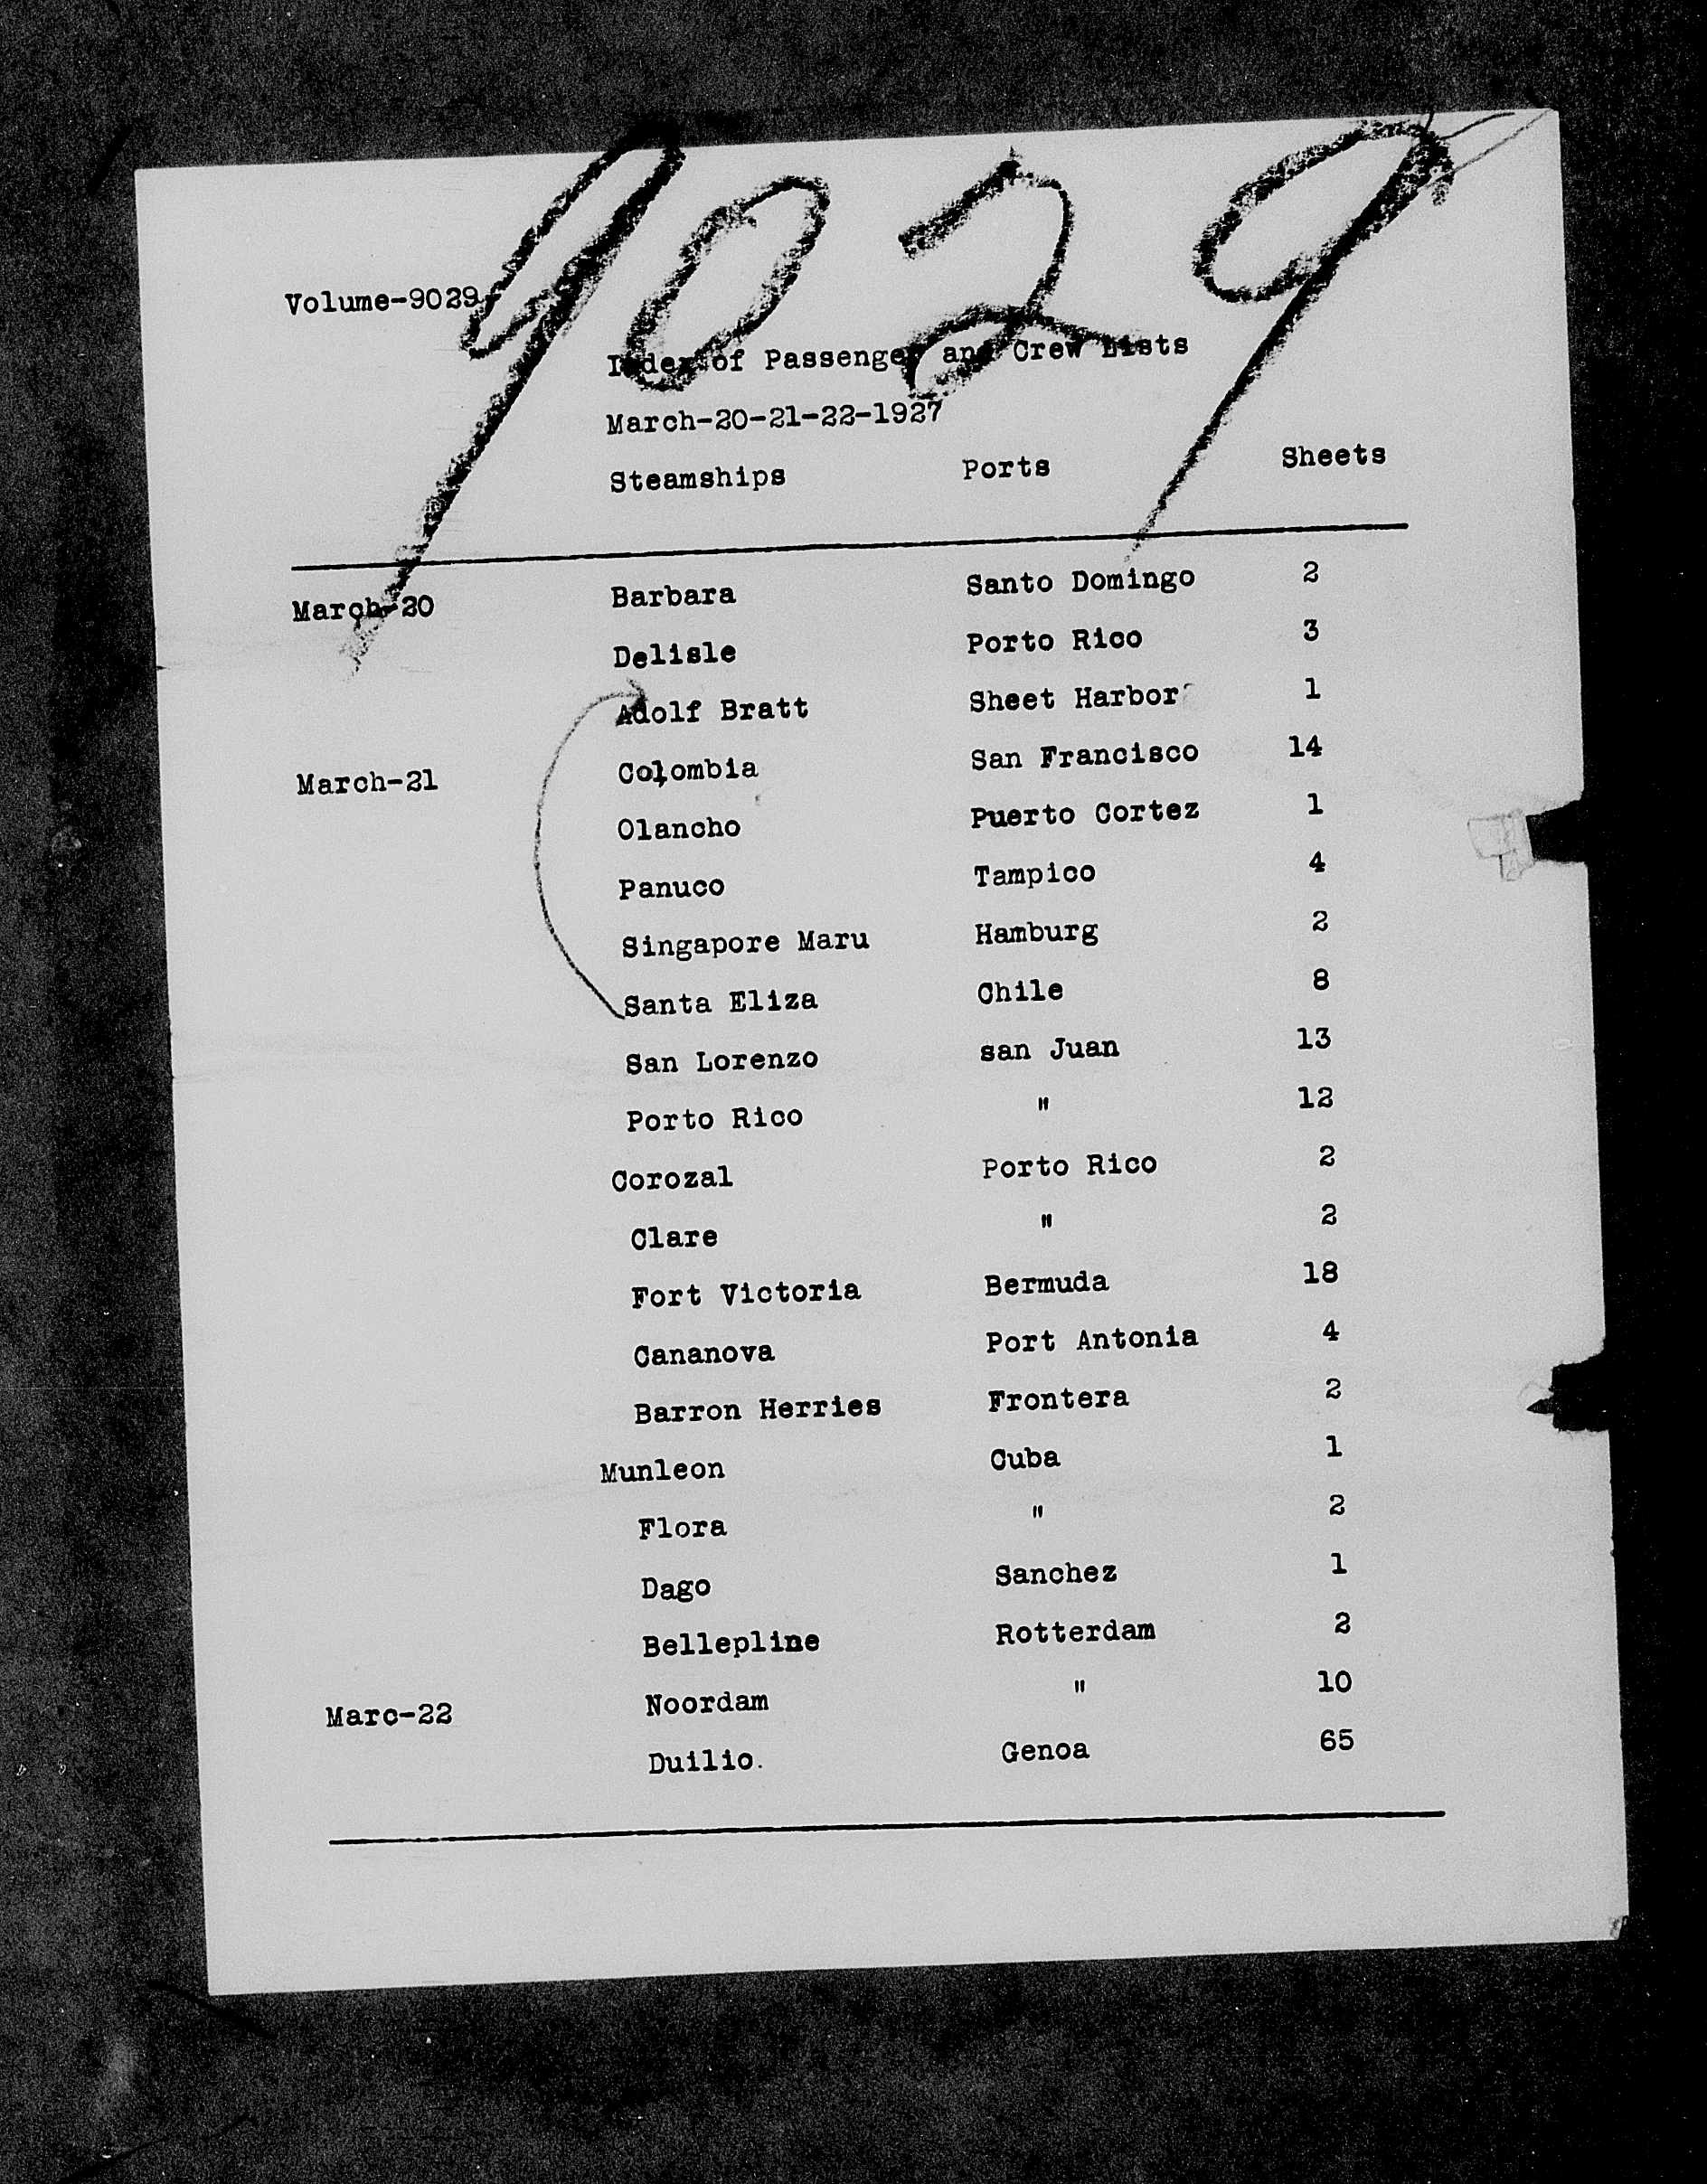 9029
Volume-9029
Index of Passenger and Crew Lists
March-20-21-22-1927
Steamships Ports Sheets
March-20 Barbara Santo Domingo 2
Delisle Porto Rico 3
Adolf Bratt Sheet Harbor 1
March-21 Colombia San Francisco 14
Olancho Puerto Cortez 1
Panuco Tampico 4
Singapore Maru Hamburg 2
Santa Eliza Chile 8
San Lorenzo san Juan 13
Porto Rico " 12
Corozal Porto Rico 2
Clare " 2
Fort Victoria Bermuda 18
Cananova Port Antonia 4
Barron Herries Frontera 2
Munleon Cuba 1
Flora " 2
Dago Sanchez 1
Bellepline Rotterdam 2
Marc-22 Noordam " 10
Duilio. Genoa 65